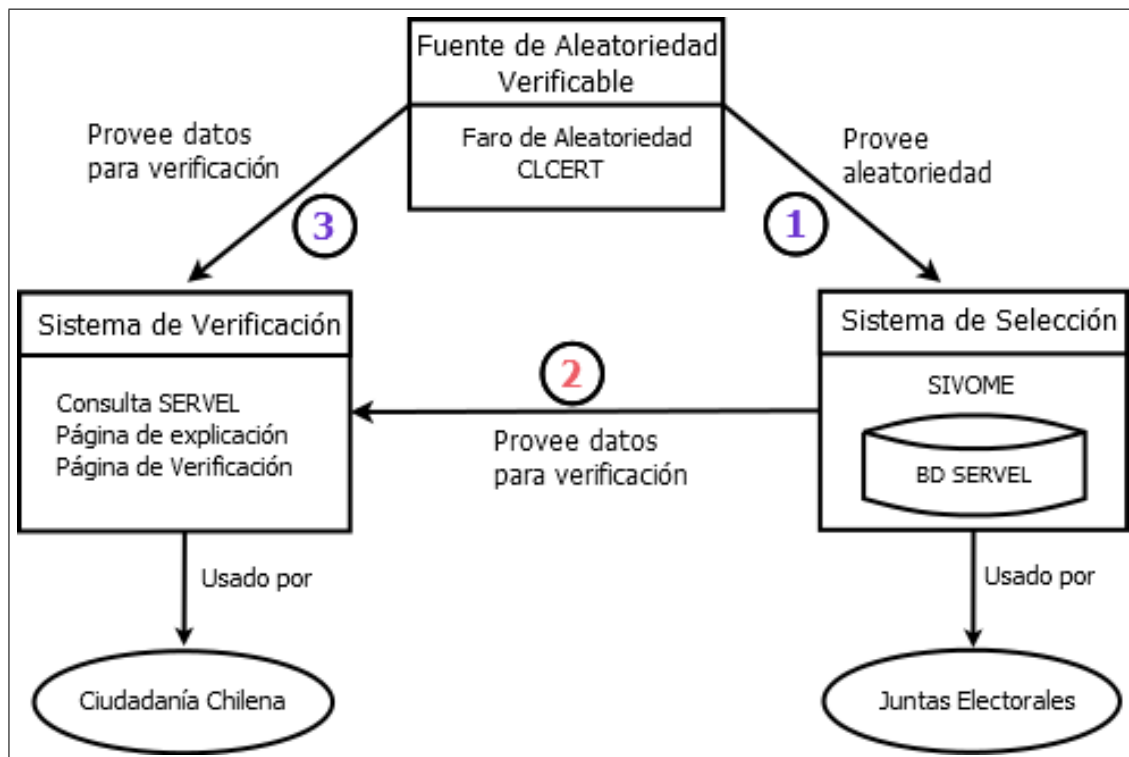 Fuente de Aleatoriedad
Verificable
Faro de Aleatoriedad
CLCERT
Provee datos
para verificación
Provee
aleatoriedad
3
1
Sistema de Verificación
Consulta SERVEL
Página de explicación
Página de Verificación
2
Provee datos
para verificación
Sistema de Selección
SIVOME
BD SERVEL
Usado por
Usado por
Ciudadanía Chilena
Juntas Electorales